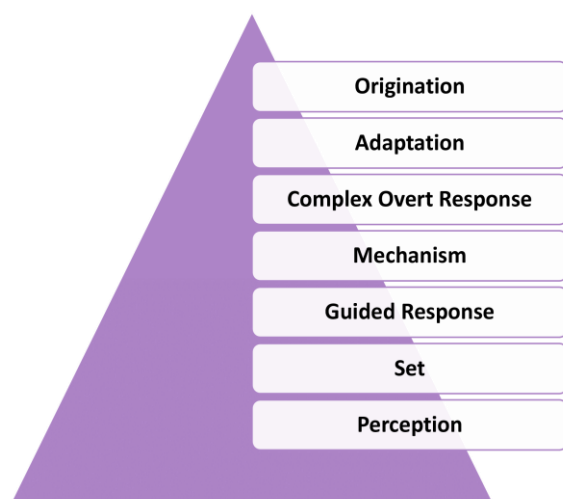 Origination
Adaptation
Complex Overt Response
Mechanism
Guided Response
Set
Perception